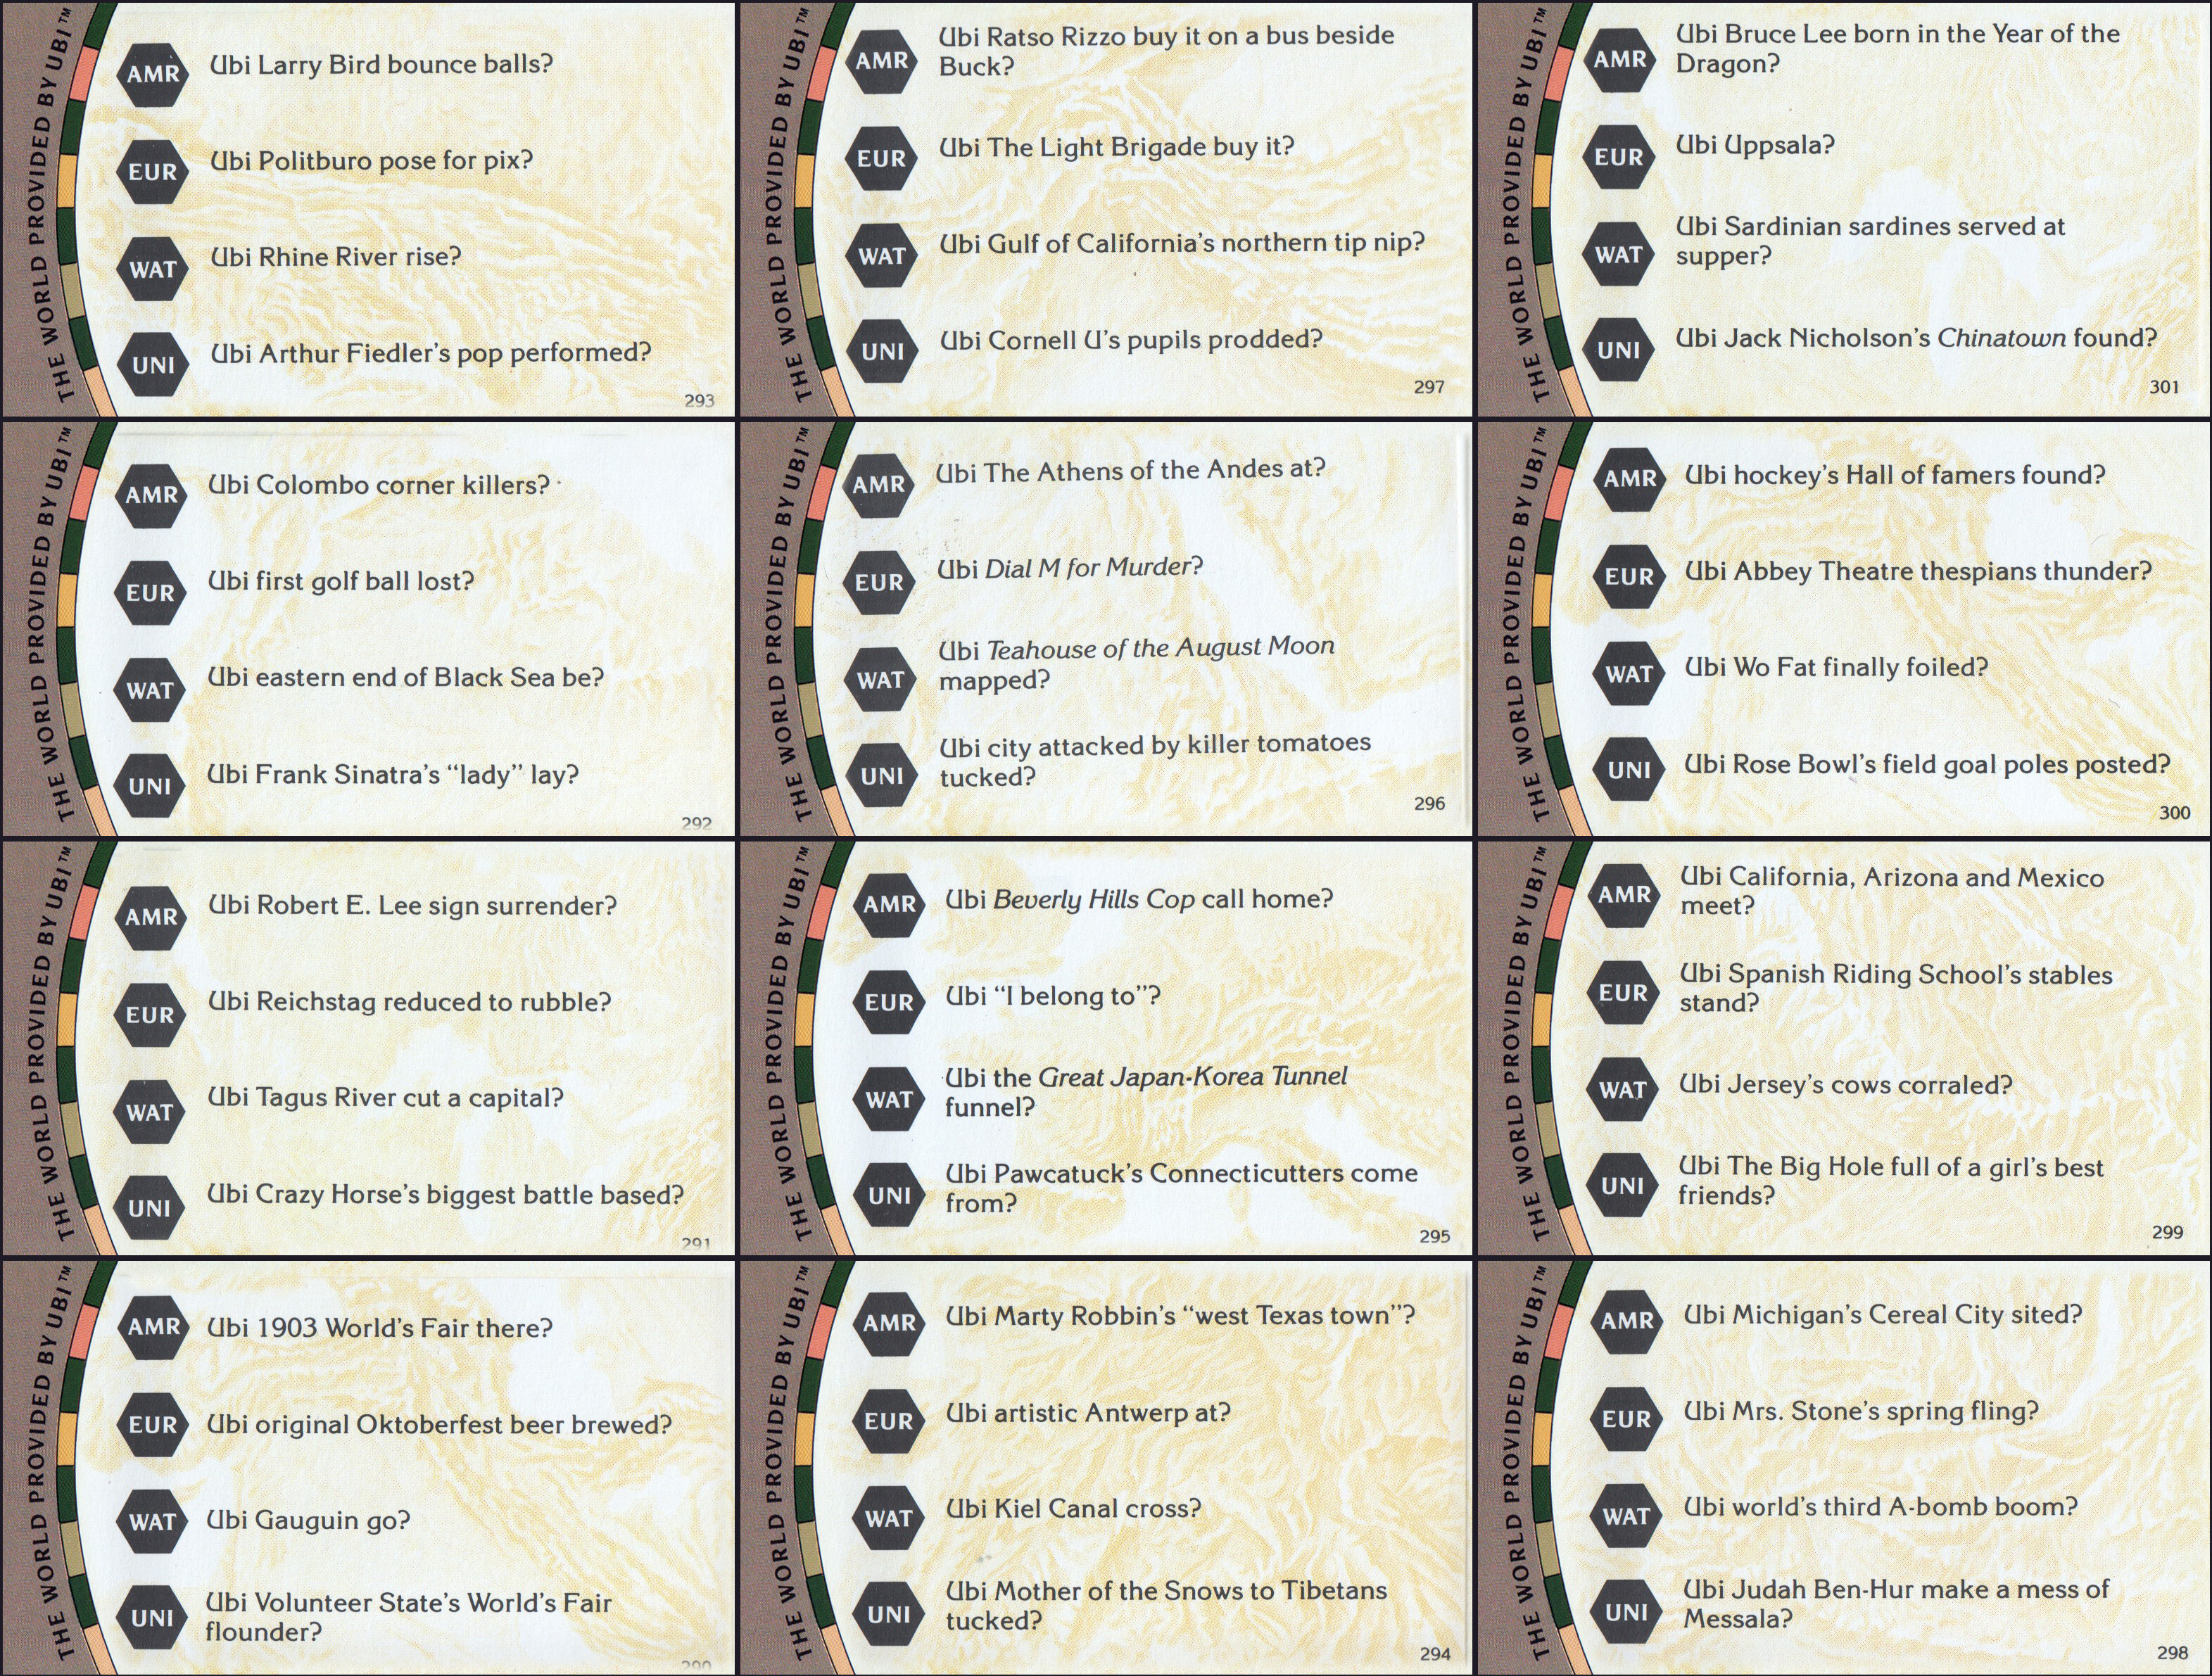 THE WORLD PROVIDED BY UBI™
AMR
Ubi Larry Bird bounce balls?
EUR
Ubi Politburo pose for pix?
WAT
Ubi Rhine River rise?
UNI
Ubi Arthur Fiedler's pop performed?
293
THE WORLD PROVIDED BY UBI™
AMR
Ubi Ratso Rizzo buy it on a bus beside
Buck?
EUR
Ubi The Light Brigade buy it?
WAT
Ubi Gulf of California's northern tip nip?
UNI
Ubi Cornell U's pupils prodded?
297
THE WORLD PROVIDED BY UBI™
AMR
Ubi Bruce Lee born in the Year of the
Dragon?
EUR
Ubi Uppsala?
WAT
Ubi Sardinian sardines served at
supper?
UNI
Ubi Jack Nicholson's Chinatown found?
301
THE WORLD PROVIDED BY UBI™
AMR
Ubi Colombo corner killers?
EUR
Ubi first golf ball lost?
WAT
Ubi eastern end of Black Sea be?
UNI
Ubi Frank Sinatra's "lady" lay?
292
THE WORLD PROVIDED BY UBI™
AMR
Ubi The Athens of the Andes at?
EUR
Ubi Dial M for Murder?
WAT
Ubi Teahouse of the August Moon
mapped?
UNI
Ubi city attacked by killer tomatoes
tucked?
296
THE WORLD PROVIDED BY UBI™
AMR
Ubi hockey's Hall of famers found?
EUR
Ubi Abbey Theatre thespians thunder?
WAT
Ubi Wo Fat finally foiled?
UNI
Ubi Rose Bowl's field goal poles posted?
300
THE WORLD PROVIDED BY UBI™
AMR
Ubi Robert E. Lee sign surrender?
EUR
Ubi Reichstag reduced to rubble?
WAT
Ubi Tagus River cut a capital?
UNI
Ubi Crazy Horse's biggest battle based?
291
THE WORLD PROVIDED BY UBI™
AMR
Ubi Beverly Hills Cop call home?
EUR
Ubi "I belong to"?
WAT
Ubi the Great Japan-Korea Tunnel
funnel?
UNI
Ubi Pawcatuck's Connecticutters come
from?
295
THE WORLD PROVIDED BY UBI™
AMR
Ubi California, Arizona and Mexico
meet?
EUR
Ubi Spanish Riding School's stables
stand?
WAT
Ubi Jersey's cows corraled?
UNI
Ubi The Big Hole full of a girl's best
friends?
299
THE WORLD PROVIDED BY UBI™
AMR
Ubi 1903 World's Fair there?
EUR
Ubi original Oktoberfest beer brewed?
WAT
Ubi Gauguin go?
UNI
Ubi Volunteer State's World's Fair
flounder?
290
THE WORLD PROVIDED BY UBI™
AMR
Ubi Marty Robbin's "west Texas town"?
EUR
Ubi artistic Antwerp at?
WAT
Ubi Kiel Canal cross?
UNI
Ubi Mother of the Snows to Tibetans
tucked?
294
THE WORLD PROVIDED BY UBI™
AMR
Ubi Michigan's Cereal City sited?
EUR
Ubi Mrs. Stone's spring fling?
WAT
Ubi world's third A-bomb boom?
UNI
Ubi Judah Ben-Hur make a mess of
Messala?
298